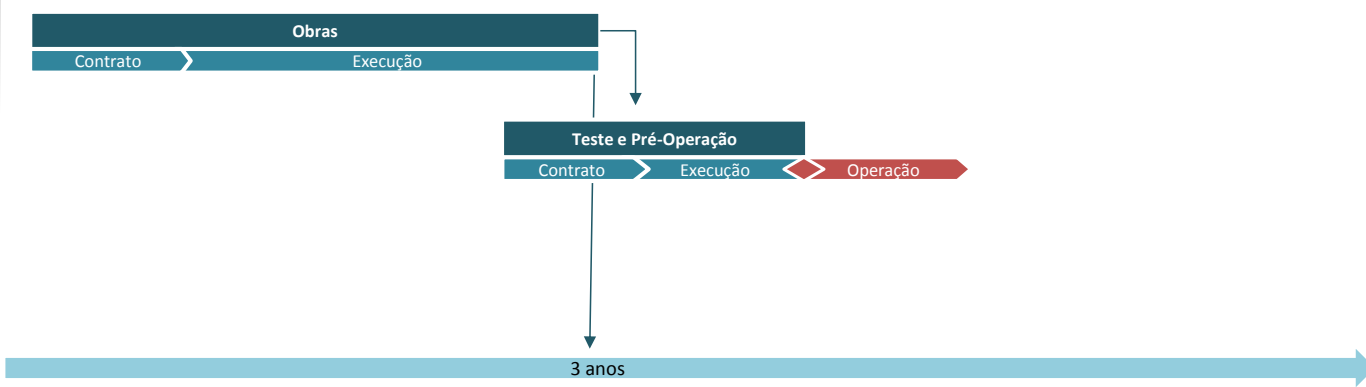 Obras
Contrato Execução
Teste e Pré-Operação
Contrato Execução Operação
3 anos